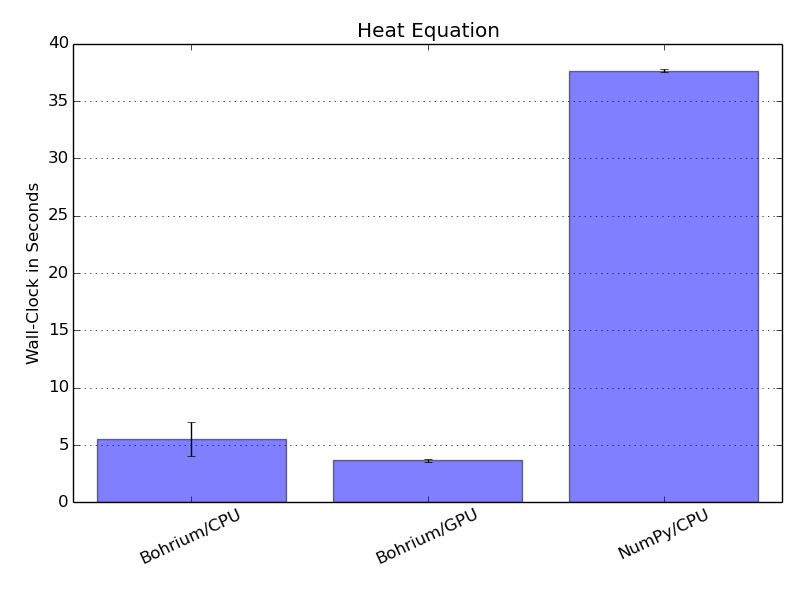 Heat Equation
Wall-Clock in Seconds
40
35
30
25
20
15
10
5
0
Bohrium/CPU
Bohrium/GPU
NumPy/CPU